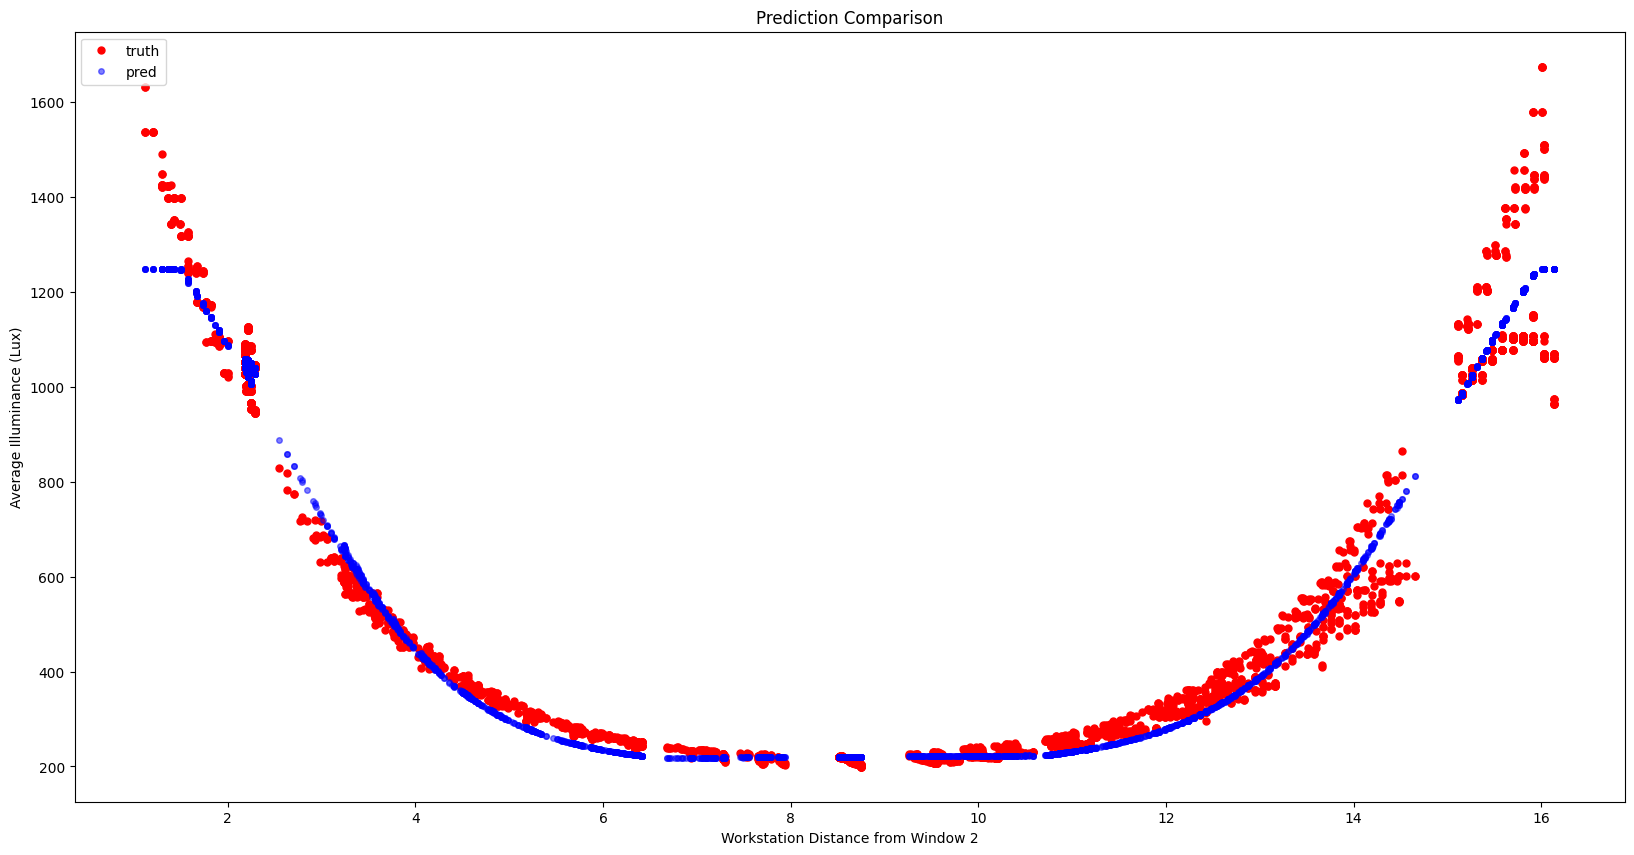 Prediction Comparison
truth
pred
Average Illuminance (Lux)
1600
1400
1200
1000
800
600
400
200
2 4 6 8 10 12 14 16
Workstation Distance from Window 2